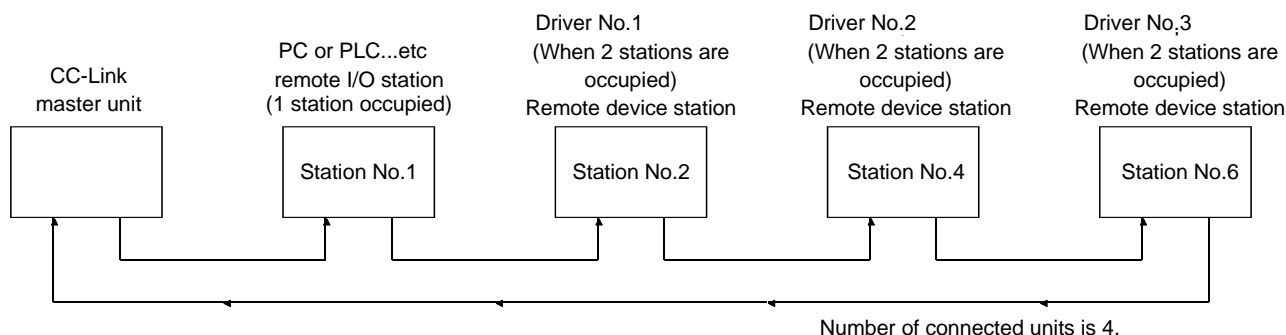 CC-Link
master unit
PC or PLC...etc
remote I/O station
(1 station occupied)
Driver No.1
(When 2 stations are
occupied)
Remote device station
Driver No.2
(When 2 stations are
occupied)
Remote device station
Driver No.3
(When 2 stations are
occupied)
Remote device station
Station No.1
Station No.2
Station No.4
Station No.6
Number of connected units is 4.